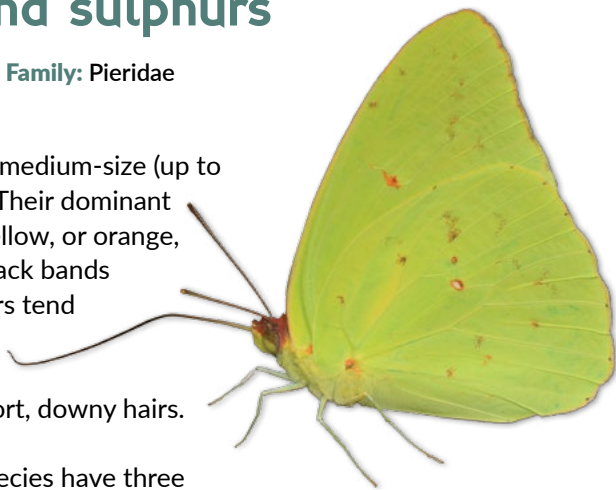 nd sulphurs
Family: Pieridae
medium-size (up to
Their dominant
llow, or orange,
ack bands
rs tend
ort, downy hairs.
ecies have three